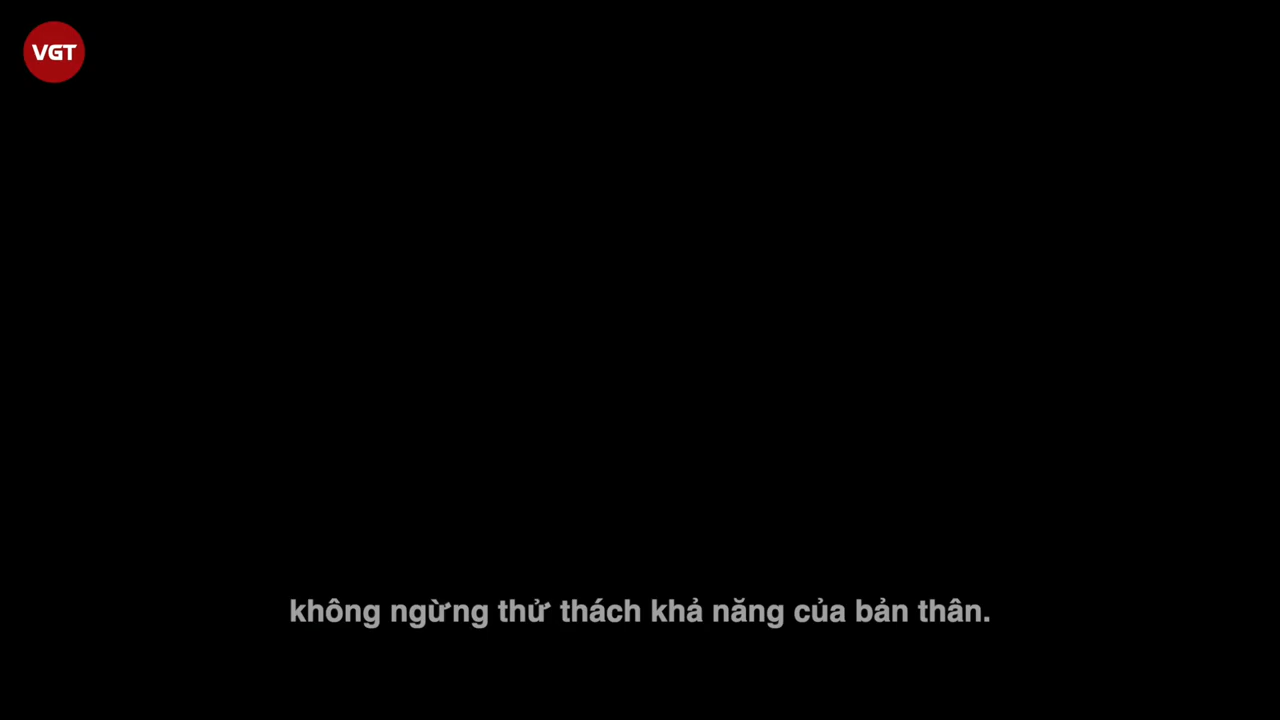 VGT
không ngừng thử thách khả năng của bản thân.